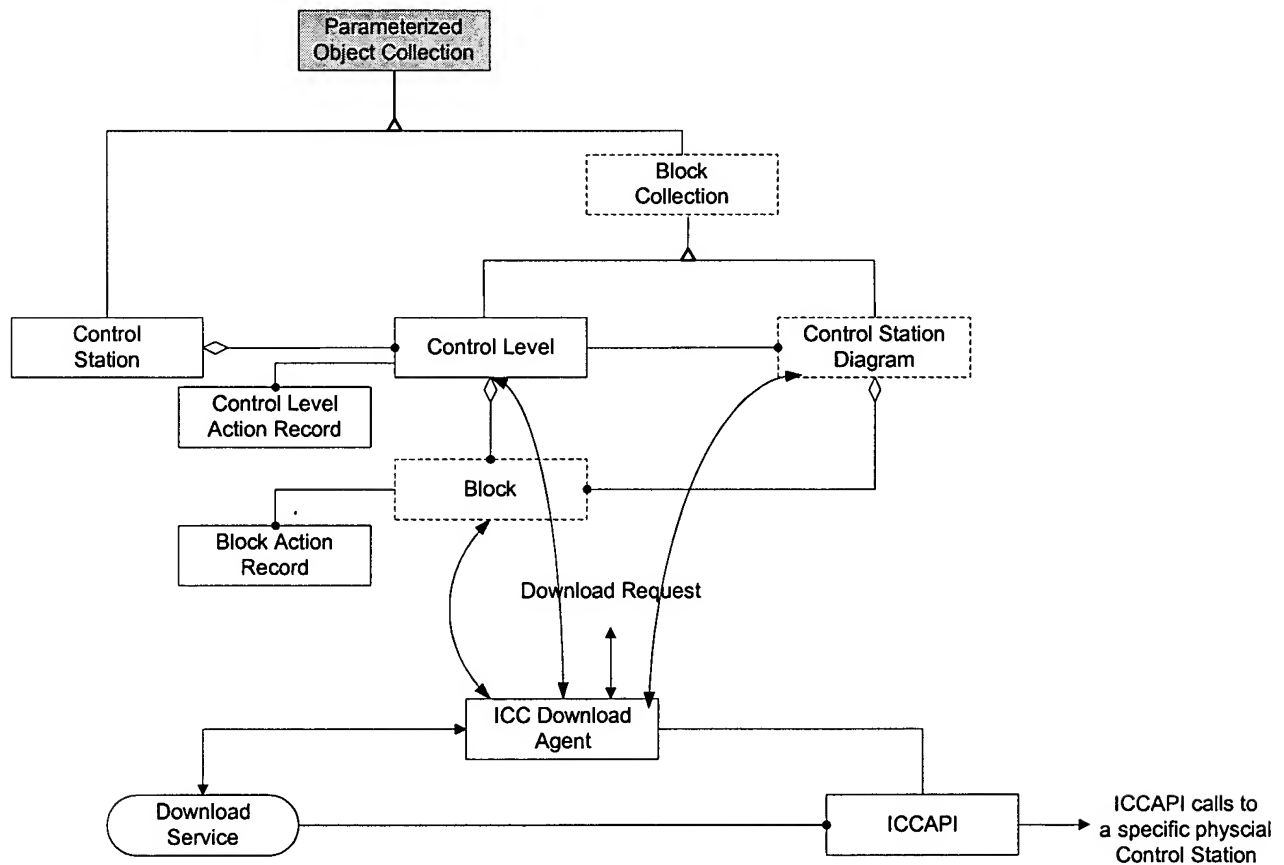 Parameterized
Object Collection
Block
Collection
Control
Station
Control Level
Control Station
Diagram
Control Level
Action Record
Block
Block Action
Record
Download Request
ICC Download
Agent
Download
Service
ICCAPI
ICCAPI calls to
a specific physcial
Control Station